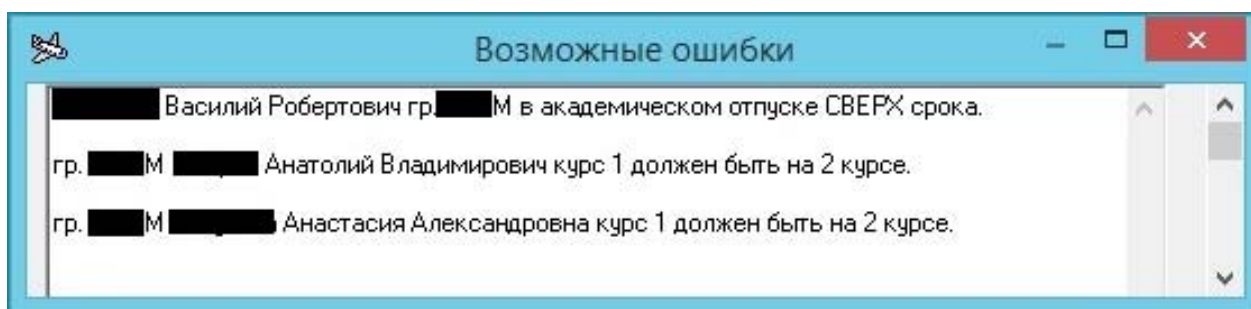 Возможные ошибки
Василий Робертович гр. М в академическом отпуске СВЕРХ срока.
гр. М Анатолий Владимирович курс 1 должен быть на 2 курсе.
гр. М Анастасия Александровна курс 1 должен быть на 2 курсе.